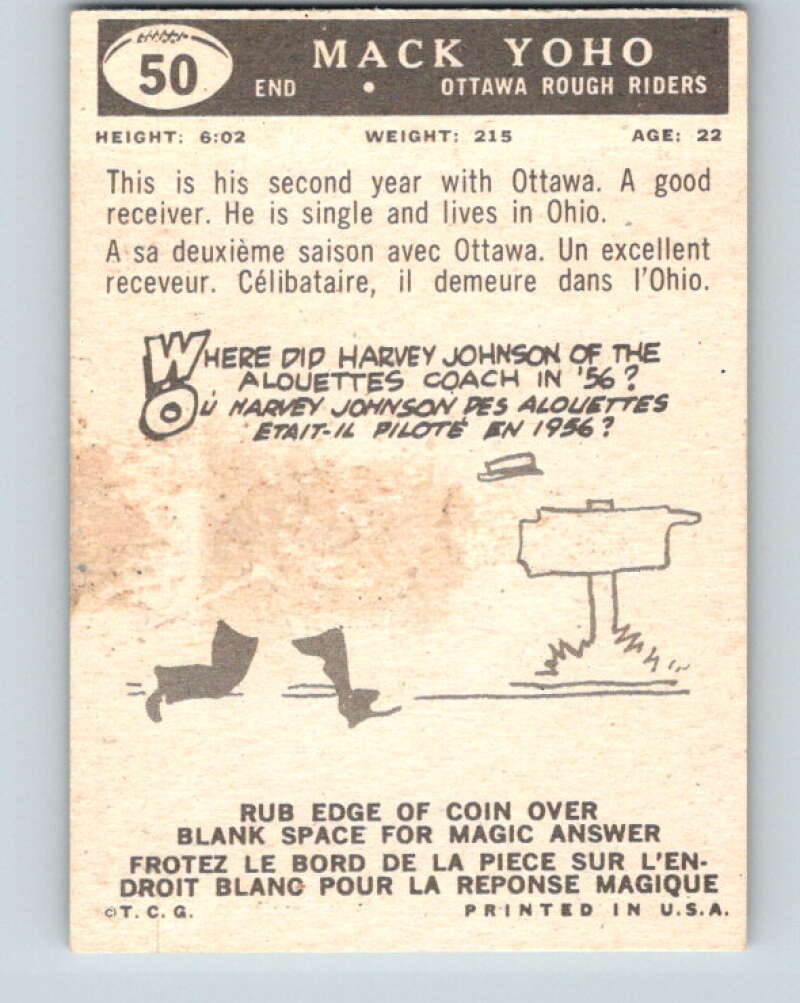 50
MACK YOHO
END • OTTAWA ROUGH RIDERS
HEIGHT: 6:02 WEIGHT: 215 AGE: 22
This is his second year with Ottawa. A good
receiver. He is single and lives in Ohio.
A sa deuxième saison avec Ottawa. Un excellent
receveur. Célibataire, il demeure dans l'Ohio.
WHERE DID HARVEY JOHNSON OF THE
ALOUETTES COACH IN '56?
OÙ HARVEY JOHNSON DES ALOUETTES
ETAIT-IL PILOTÉ EN 1956?
RUB EDGE OF COIN OVER
BLANK SPACE FOR MAGIC ANSWER
FROTEZ LE BORD DE LA PIECE SUR L'EN-
DROIT BLANC POUR LA REPONSE MAGIQUE
©T.C.G. PRINTED IN U.S.A.